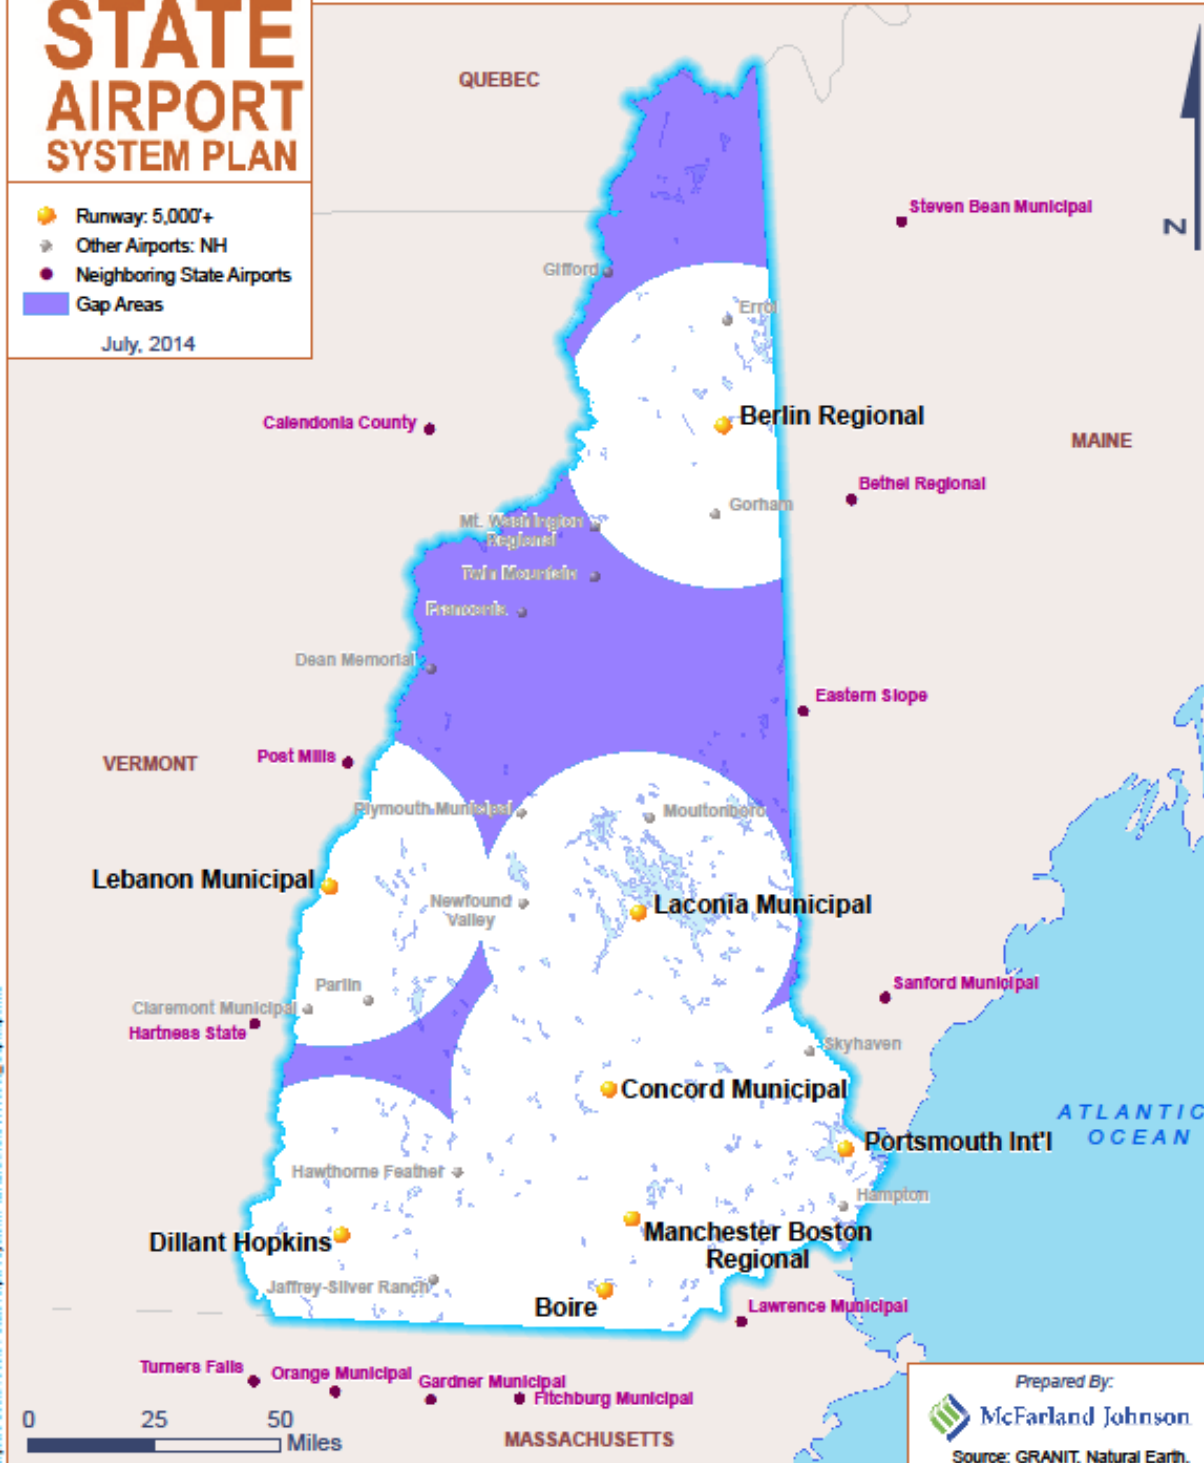 STATE
AIRPORT
SYSTEM PLAN
Runway: 5,000'+
Other Airports: NH
Neighboring State Airports
Gap Areas
July, 2014
QUEBEC
N
Steven Bean Municipal
Gifford
Errol
Berlin Regional
Calendonia County
MAINE
Bethel Regional
Gorham
Mt. Washington
Regional
Twin Mountain
Franconia
Dean Memorial
Eastern Slope
VERMONT
Post Mills
Plymouth Municipal
Moultonboro
Lebanon Municipal
Newfound
Valley
Laconia Municipal
Parlin
Claremont Municipal
Hartness State
Sanford Municipal
Skyhaven
Concord Municipal
ATLANTIC
OCEAN
Portsmouth Int'l
Hawthorne Feather
Hampton
Dillant Hopkins
Manchester Boston
Regional
Jaffrey-Silver Ranch
Boire
Lawrence Municipal
Turners Falls
Orange Municipal
Gardner Municipal
Fitchburg Municipal
0 25 50
Miles
MASSACHUSETTS
Prepared By:
McFarland Johnson
Source: GRANIT, Natural Earth,